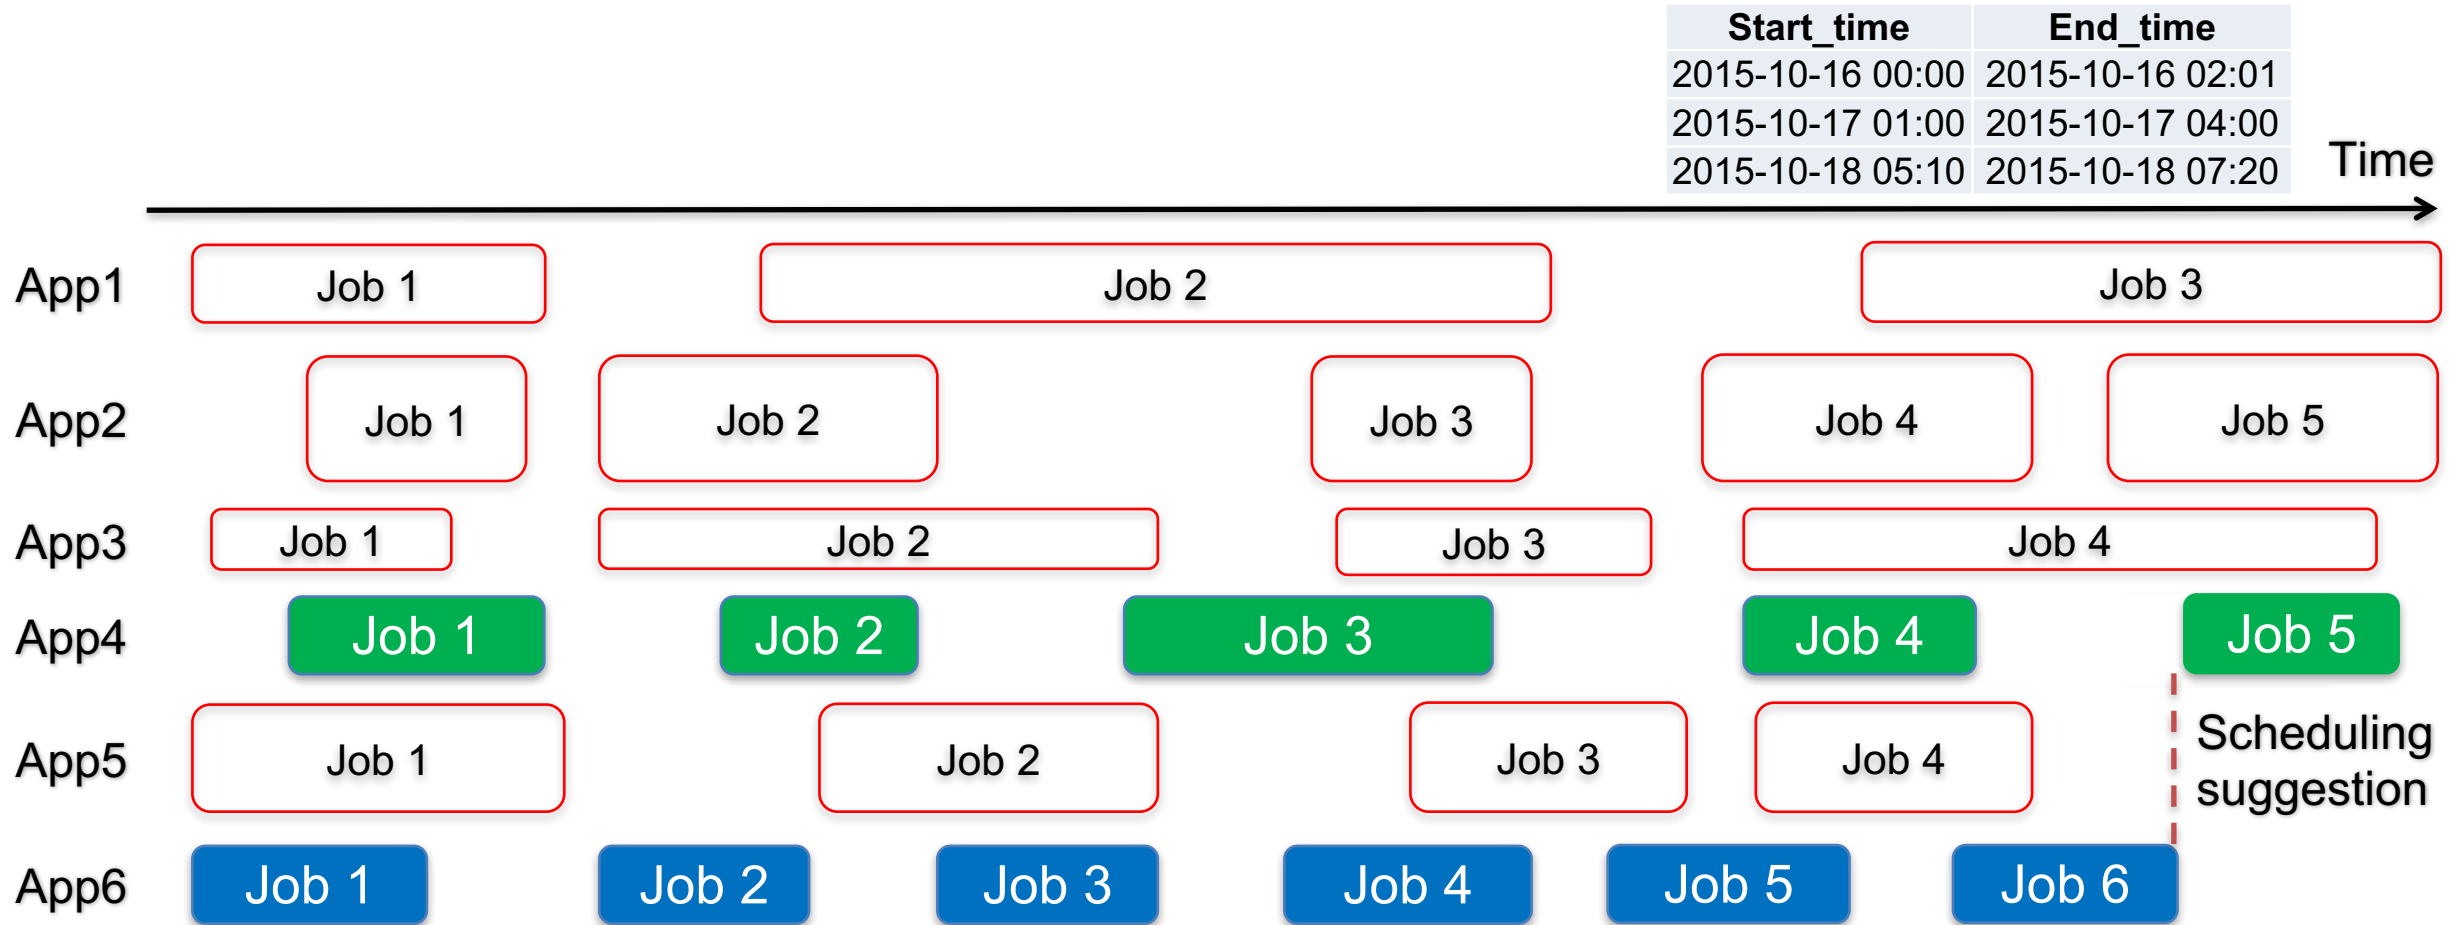 Start_time End_time
2015-10-16 00:00 2015-10-16 02:01
2015-10-17 01:00 2015-10-17 04:00
2015-10-18 05:10 2015-10-18 07:20
Time
App1 Job 1 Job 2 Job 3
App2 Job 1 Job 2 Job 3 Job 4 Job 5
App3 Job 1 Job 2 Job 3 Job 4
App4 Job 1 Job 2 Job 3 Job 4 Job 5
App5 Job 1 Job 2 Job 3 Job 4
Scheduling
suggestion
App6 Job 1 Job 2 Job 3 Job 4 Job 5 Job 6